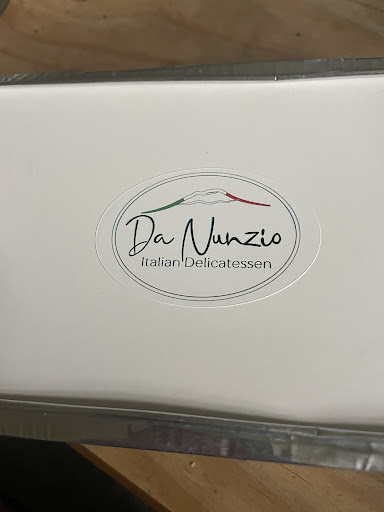 Da Nunzio
Italian Delicatessen